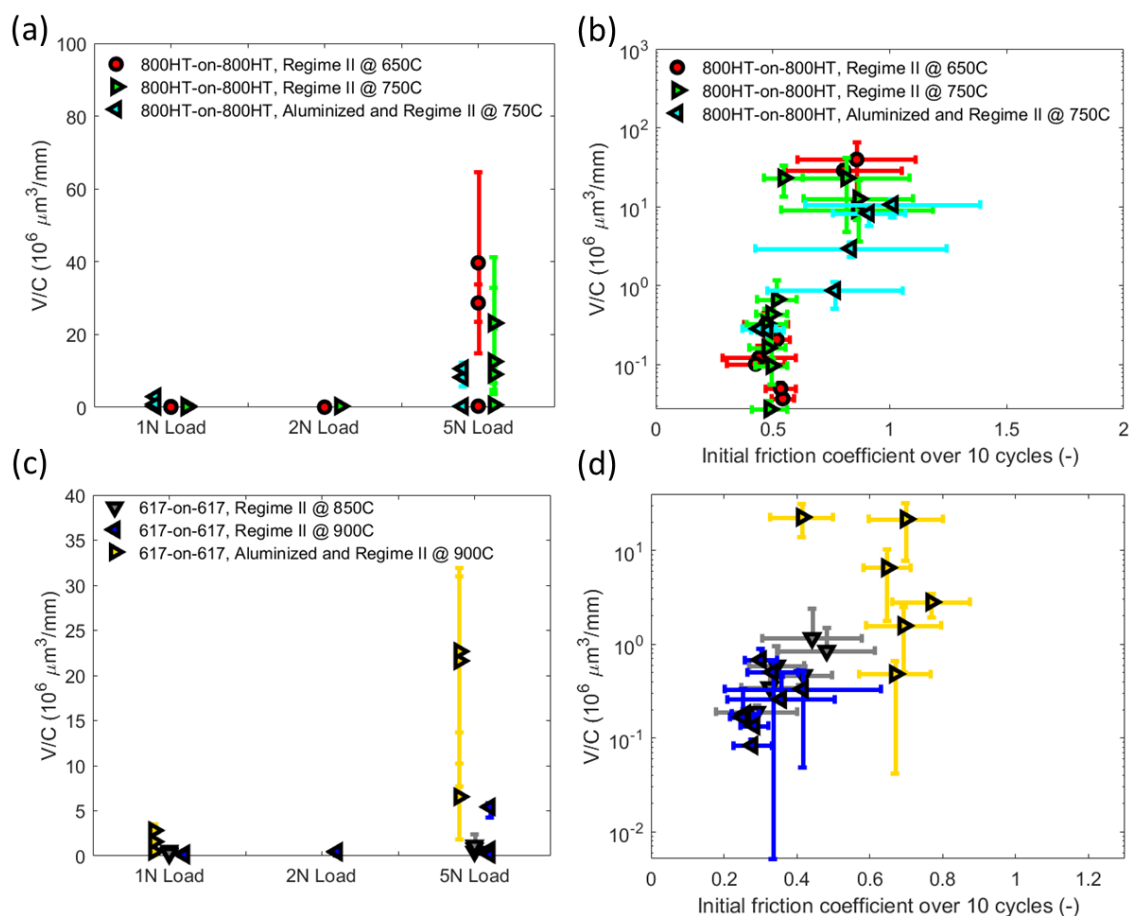 (a)
100
80
60
40
20
0
V/C (10⁶ μm³/mm)
800HT-on-800HT, Regime II @ 650C
800HT-on-800HT, Regime II @ 750C
800HT-on-800HT, Aluminized and Regime II @ 750C
1N Load
2N Load
5N Load
(b)
10³
10²
10¹
10⁰
10⁻¹
V/C (10⁶ μm³/mm)
800HT-on-800HT, Regime II @ 650C
800HT-on-800HT, Regime II @ 750C
800HT-on-800HT, Aluminized and Regime II @ 750C
0 0.5 1 1.5 2
Initial friction coefficient over 10 cycles (-)
(c)
40
35
30
25
20
15
10
5
0
V/C (10⁶ μm³/mm)
617-on-617, Regime II @ 850C
617-on-617, Regime II @ 900C
617-on-617, Aluminized and Regime II @ 900C
1N Load
2N Load
5N Load
(d)
10¹
10⁰
10⁻¹
10⁻²
V/C (10⁶ μm³/mm)
0 0.2 0.4 0.6 0.8 1 1.2
Initial friction coefficient over 10 cycles (-)